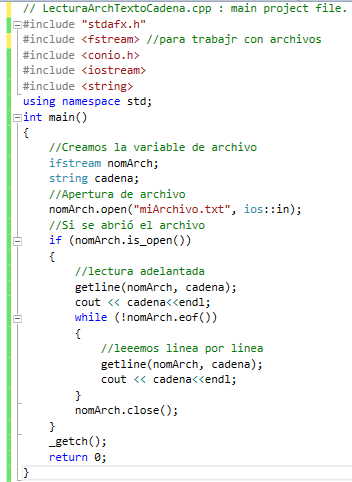 // LecturaArchTextoCadena.cpp : main project file.
#include "stdafx.h"
#include <fstream> //para trabajr con archivos
#include <conio.h>
#include <iostream>
#include <string>
using namespace std;
int main()
{
//Creamos la variable de archivo
ifstream nomArch;
string cadena;
//Apertura de archivo
nomArch.open("miArchivo.txt", ios::in);
//Si se abrió el archivo
if (nomArch.is_open())
{
//lectura adelantada
getline(nomArch, cadena);
cout << cadena<<endl;
while (!nomArch.eof())
{
//leeemos linea por linea
getline(nomArch, cadena);
cout << cadena<<endl;
}
nomArch.close();
}
_getch();
return 0;
}